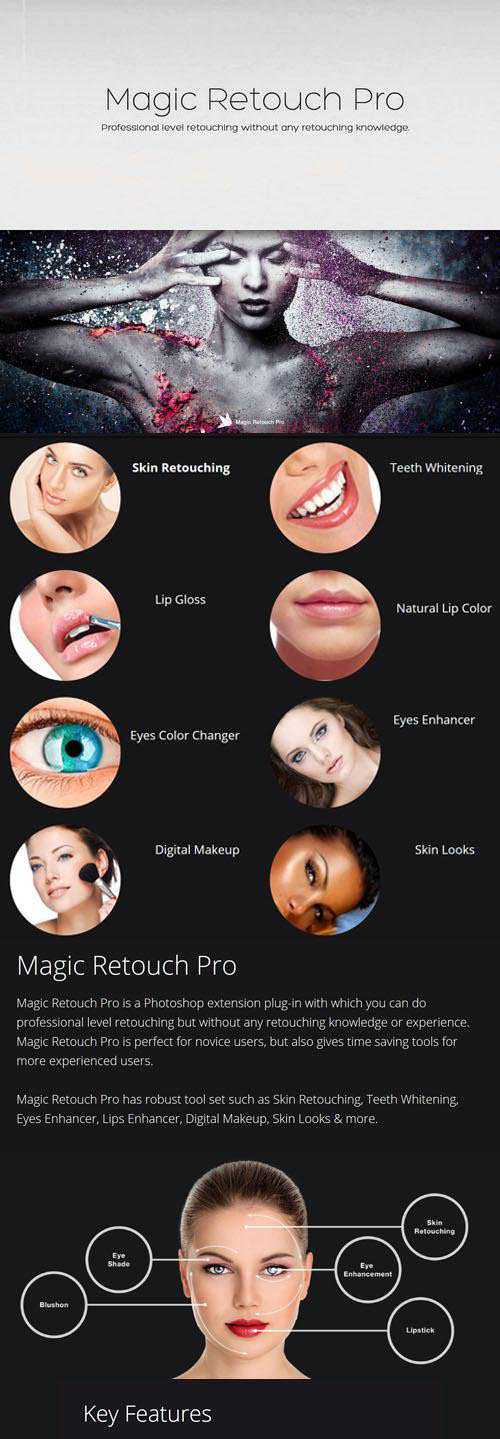 Magic Retouch Pro
Professional level retouching without any retouching knowledge.
Magic Retouch Pro
Skin Retouching
Teeth Whitening
Lip Gloss
Natural Lip Color
Eyes Color Changer
Eyes Enhancer
Digital Makeup
Skin Looks
Magic Retouch Pro
Magic Retouch Pro is a Photoshop extension plug-in with which you can do
professional level retouching but without any retouching knowledge or experience.
Magic Retouch Pro is perfect for novice users, but also gives time saving tools for
more experienced users.
Magic Retouch Pro has robust tool set such as Skin Retouching, Teeth Whitening,
Eyes Enhancer, Lips Enhancer, Digital Makeup, Skin Looks & more.
Skin
Retouching
Eye
Shade
Eye
Enhancement
Blushon
Lipstick
Key Features